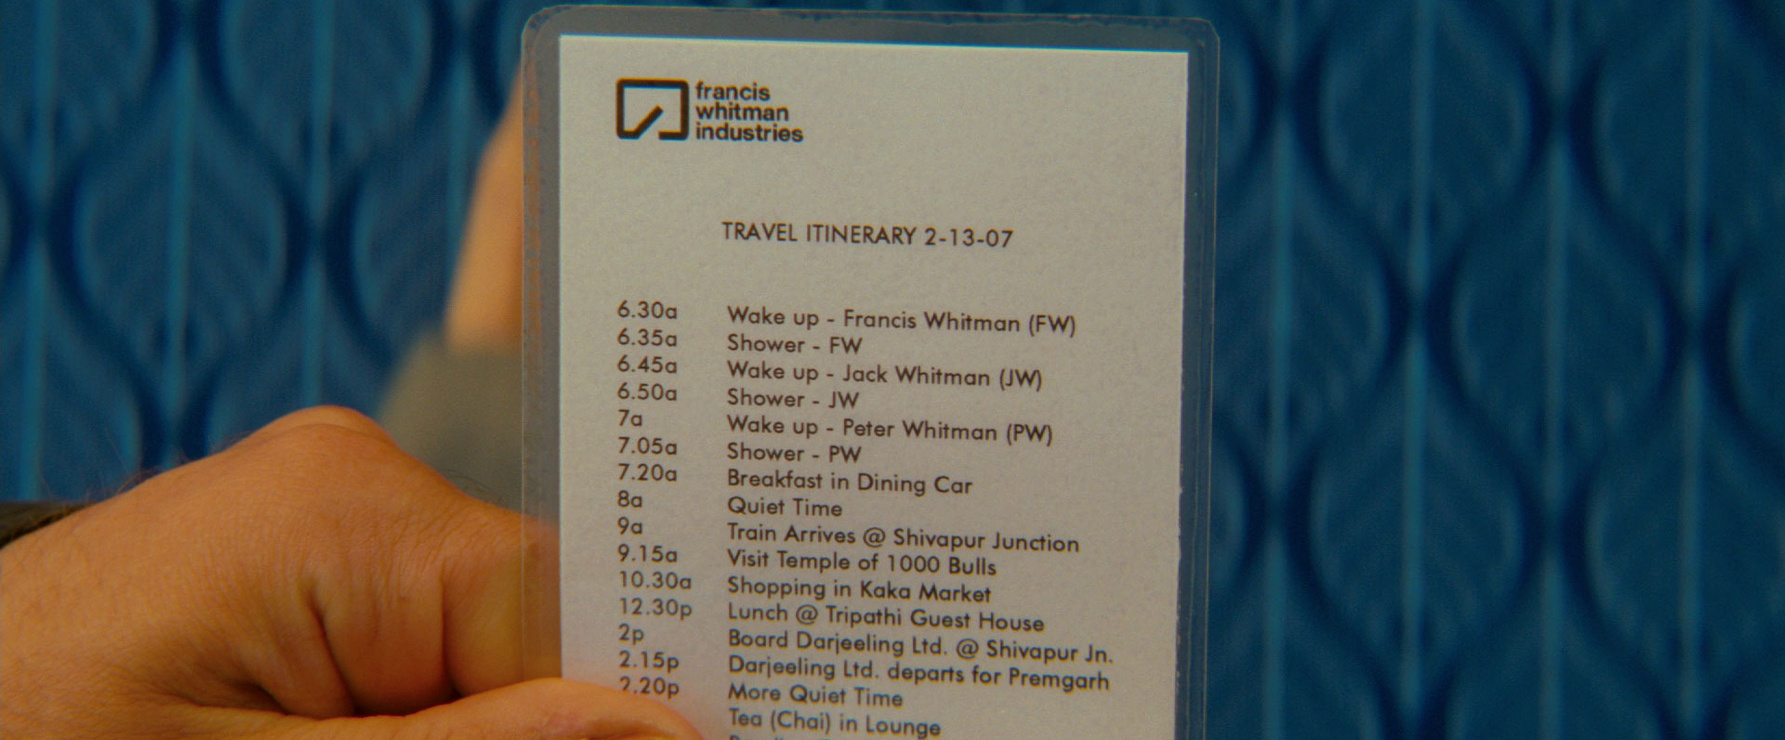 francis
whitman
industries
TRAVEL ITINERARY 2-13-07
6.30a Wake up - Francis Whitman (FW)
6.35a Shower - FW
6.45a Wake up - Jack Whitman (JW)
6.50a Shower - JW
7a Wake up - Peter Whitman (PW)
7.05a Shower - PW
7.20a Breakfast in Dining Car
8a Quiet Time
9a Train Arrives @ Shivapur Junction
9.15a Visit Temple of 1000 Bulls
10.30a Shopping in Kaka Market
12.30p Lunch @ Tripathi Guest House
2p Board Darjeeling Ltd. @ Shivapur Jn.
2.15p Darjeeling Ltd. departs for Premgarh
2.20p More Quiet Time
Tea (Chai) in Lounge